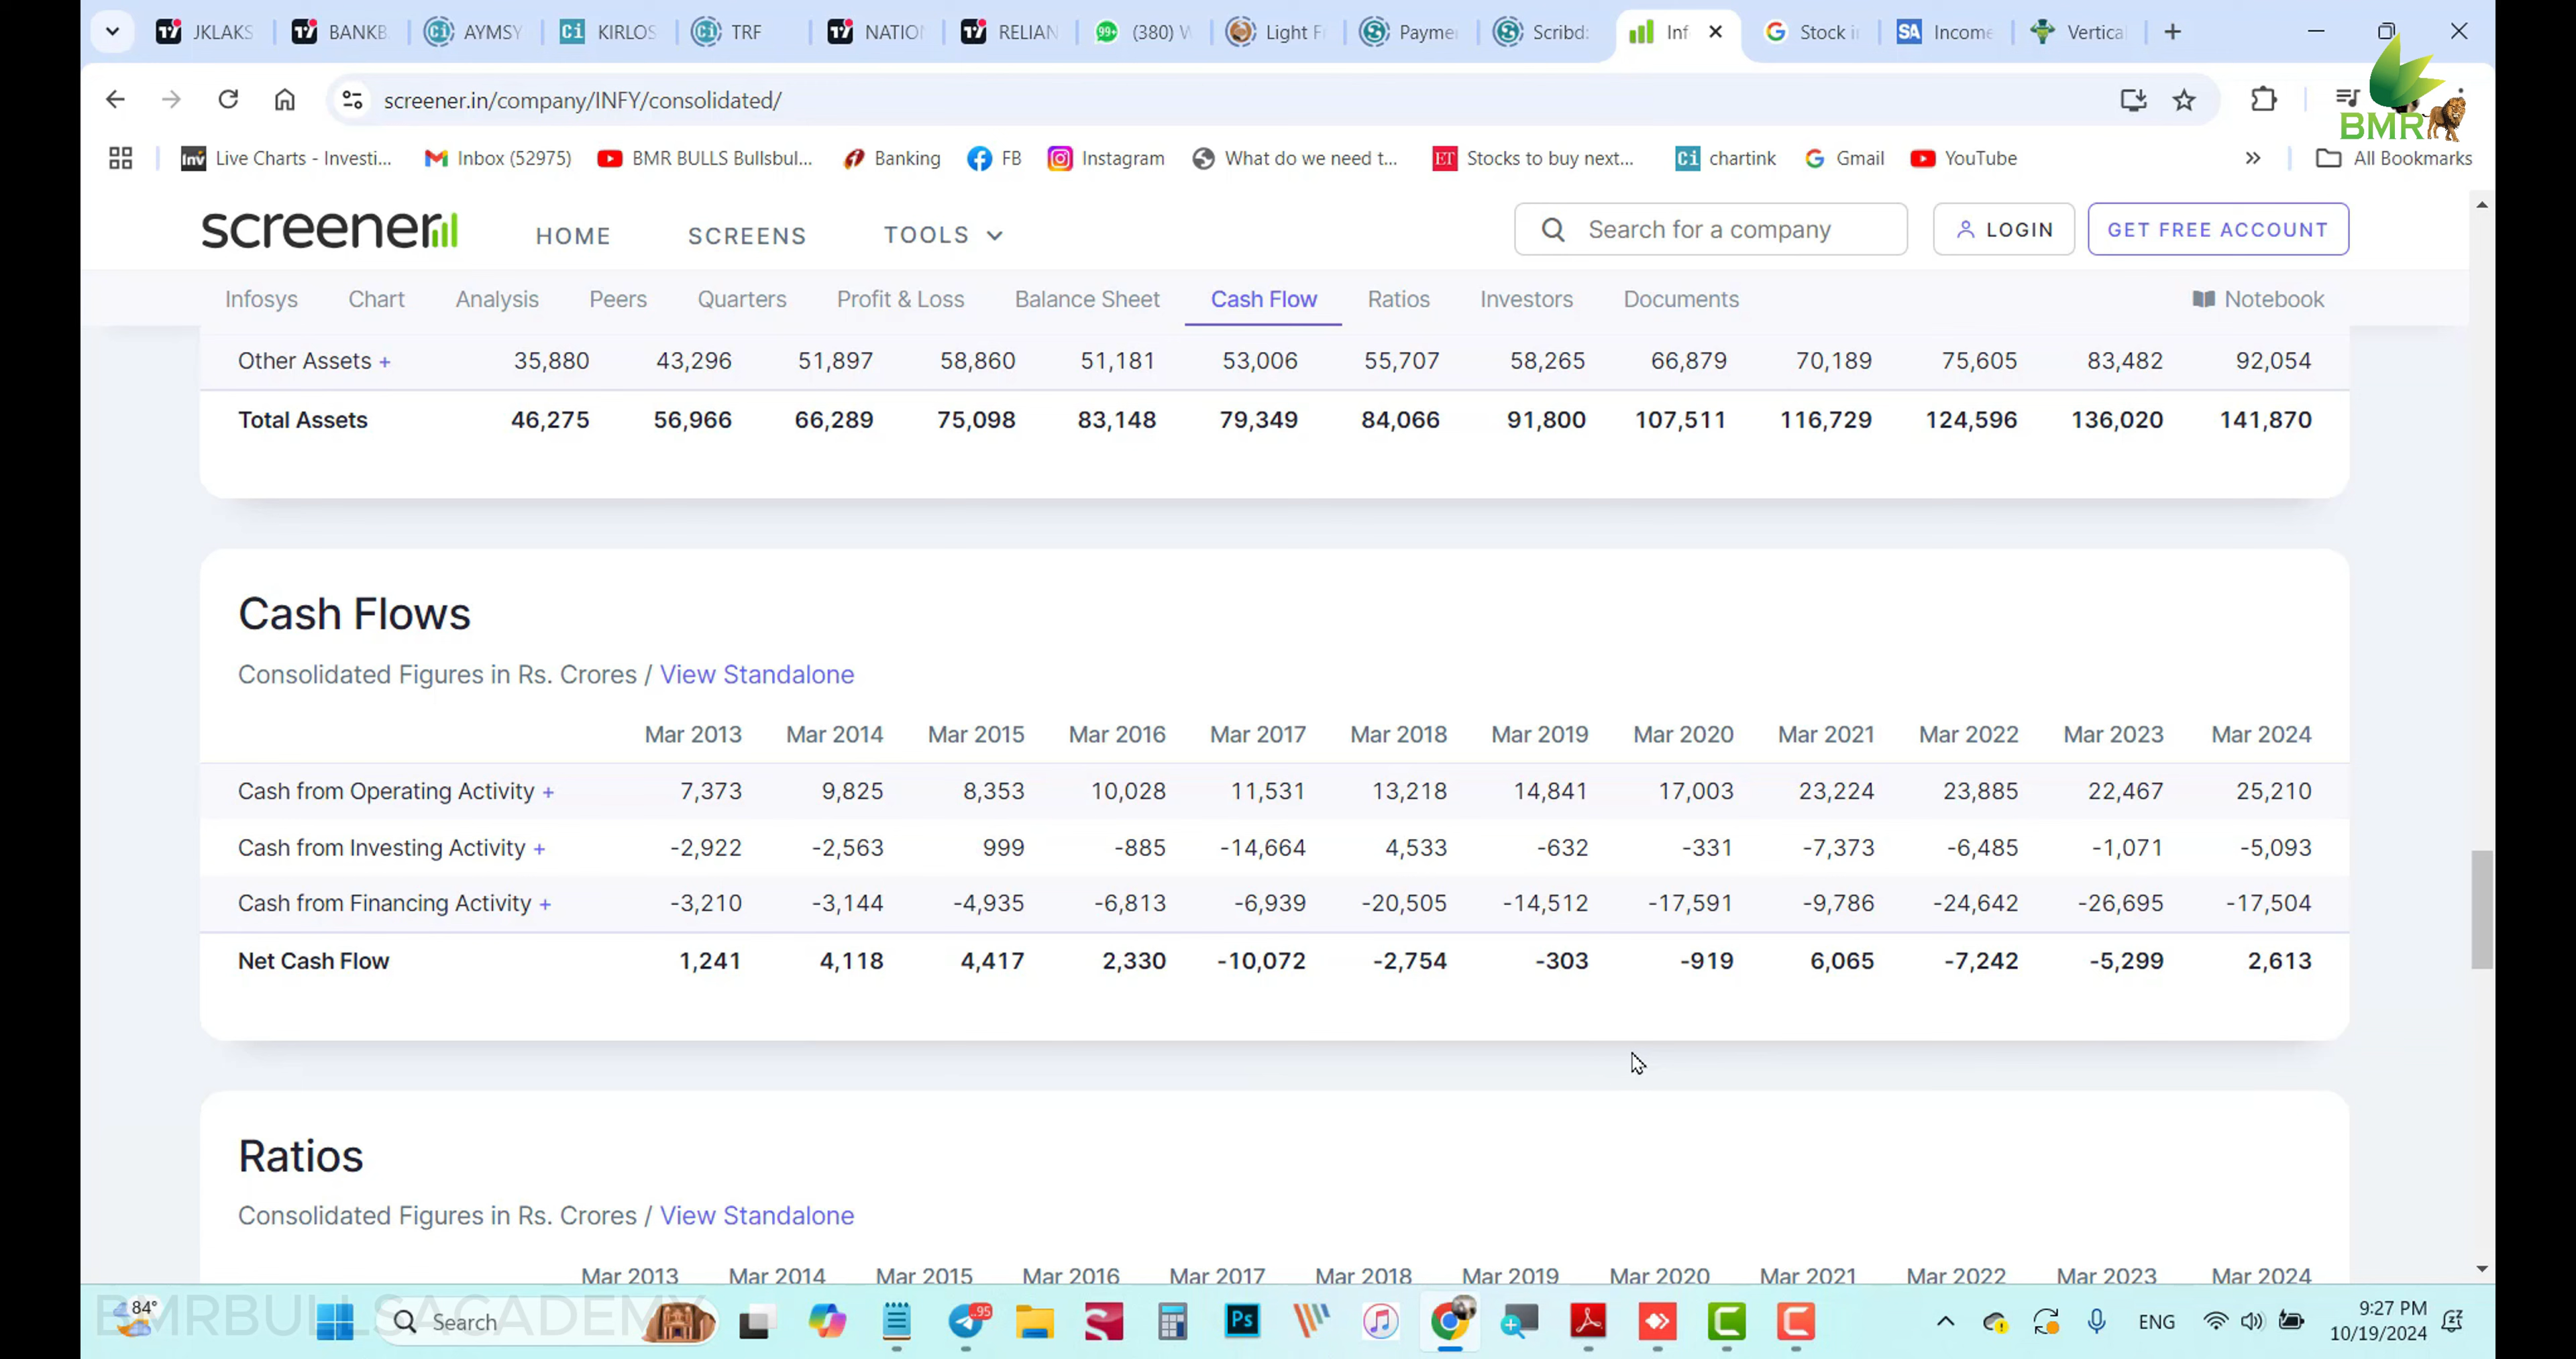 JKLAKS BANKB AYMSY KIRLOS TRF NATIO RELIAN (380) W Light F Payme Scribd: Inf Stock i Income Vertica
screener.in/company/INFY/consolidated/
BMR
Live Charts - Investi... Inbox (52975) BMR BULLS Bullsbul... Banking FB Instagram What do we need t... Stocks to buy next... chartink Gmail YouTube » All Bookmarks
screener HOME SCREENS TOOLS Search for a company LOGIN GET FREE ACCOUNT
Infosys Chart Analysis Peers Quarters Profit & Loss Balance Sheet Cash Flow Ratios Investors Documents Notebook
Other Assets + 35,880 43,296 51,897 58,860 51,181 53,006 55,707 58,265 66,879 70,189 75,605 83,482 92,054
Total Assets 46,275 56,966 66,289 75,098 83,148 79,349 84,066 91,800 107,511 116,729 124,596 136,020 141,870
Cash Flows
Consolidated Figures in Rs. Crores / View Standalone
Mar 2013 Mar 2014 Mar 2015 Mar 2016 Mar 2017 Mar 2018 Mar 2019 Mar 2020 Mar 2021 Mar 2022 Mar 2023 Mar 2024
Cash from Operating Activity + 7,373 9,825 8,353 10,028 11,531 13,218 14,841 17,003 23,224 23,885 22,467 25,210
Cash from Investing Activity + -2,922 -2,563 999 -885 -14,664 4,533 -632 -331 -7,373 -6,485 -1,071 -5,093
Cash from Financing Activity + -3,210 -3,144 -4,935 -6,813 -6,939 -20,505 -14,512 -17,591 -9,786 -24,642 -26,695 -17,504
Net Cash Flow 1,241 4,118 4,417 2,330 -10,072 -2,754 -303 -919 6,065 -7,242 -5,299 2,613
Ratios
Consolidated Figures in Rs. Crores / View Standalone
Mar 2013 Mar 2014 Mar 2015 Mar 2016 Mar 2017 Mar 2018 Mar 2019 Mar 2020 Mar 2021 Mar 2022 Mar 2023 Mar 2024
84°
BMRBULLSACADEMY
Search
95
ENG
9:27 PM
10/19/2024